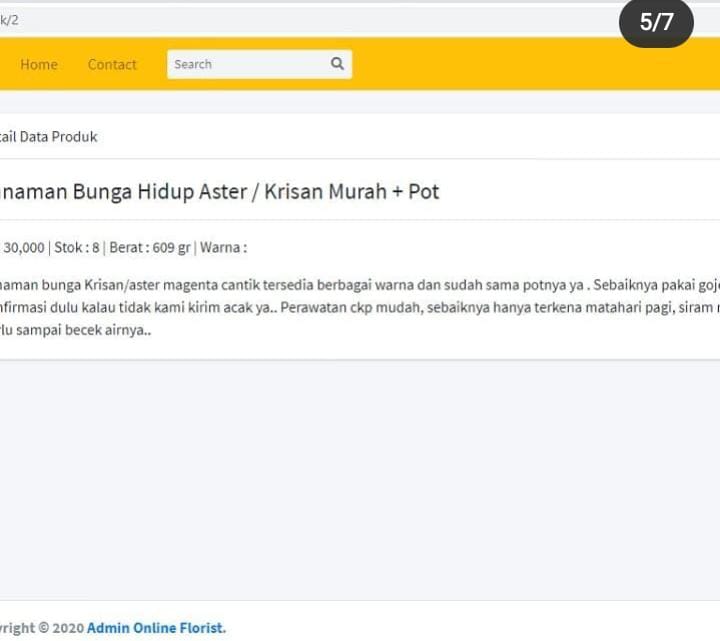 k/2
5/7
Home Contact Search
ail Data Produk
naman Bunga Hidup Aster / Krisan Murah + Pot
30,000 | Stok : 8 | Berat : 609 gr | Warna :
aman bunga Krisan/aster magenta cantik tersedia berbagai warna dan sudah sama potnya ya . Sebaiknya pakai goj
nfirmasi dulu kalau tidak kami kirim acak ya.. Perawatan ckp mudah, sebaiknya hanya terkena matahari pagi, siram
lu sampai becek airnya..
right © 2020 Admin Online Florist.